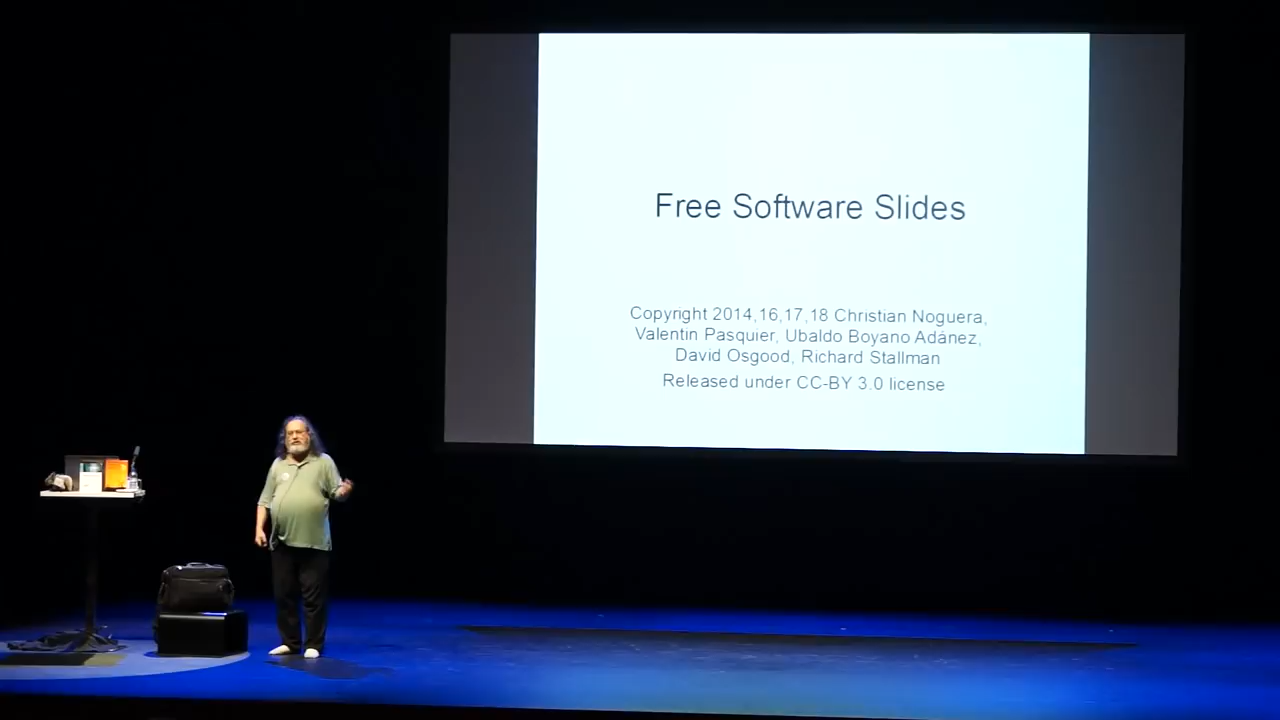 Free Software Slides
Copyright 2014,16,17,18 Christian Noguera,
Valentin Pasquier, Ubaldo Boyano Adánez,
David Osgood, Richard Stallman
Released under CC-BY 3.0 license